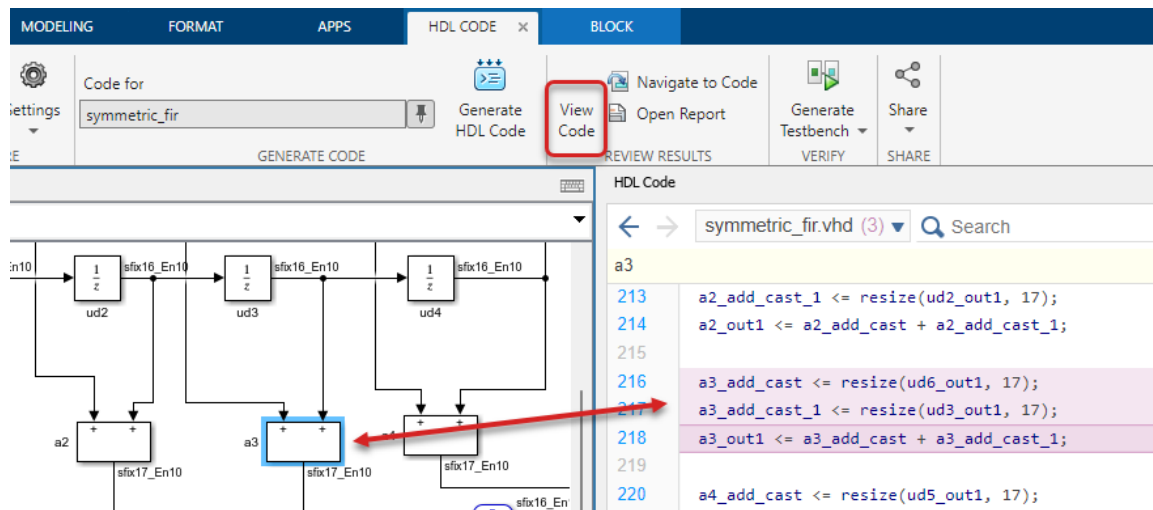 MODELING FORMAT APPS HDL CODE × BLOCK
Code for
Settings symmetric_fir
Generate HDL Code
View Code
Navigate to Code
Open Report
Generate Testbench
Share
GENERATE CODE REVIEW RESULTS VERIFY SHARE
HDL Code
symmetric_fir.vhd (3) Search
a3
sfix16_En10 sfix16_En10 sfix16_En10
1 1 1
z z z
ud2 ud3 ud4
213 a2_add_cast_1 <= resize(ud2_out1, 17);
214 a2_out1 <= a2_add_cast + a2_add_cast_1;
215
216 a3_add_cast <= resize(ud6_out1, 17);
217 a3_add_cast_1 <= resize(ud3_out1, 17);
218 a3_out1 <= a3_add_cast + a3_add_cast_1;
219
220 a4_add_cast <= resize(ud5_out1, 17);
+ + + + + +
a2 a3 a4
sfix17_En10 sfix17_En10 sfix17_En10
sfix16_En